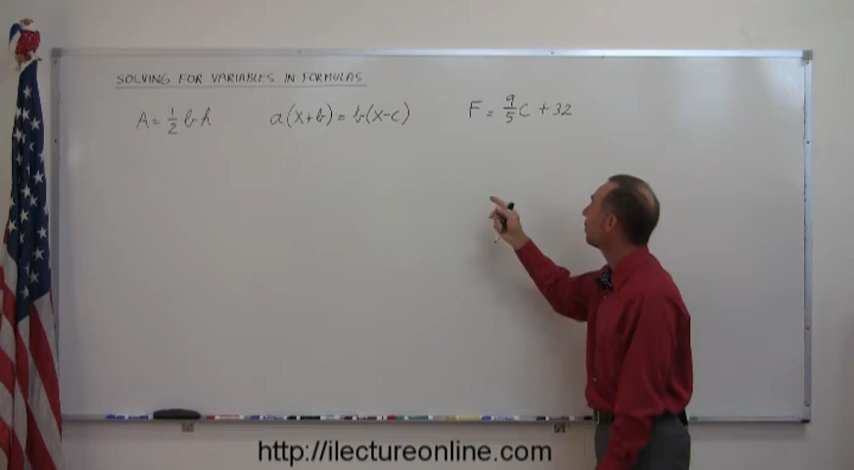 SOLVING FOR VARIABLES IN FORMULAS
A = 1/2 b h
a(x+b) = b(x-c)
F = 9/5 C + 32
http://ilectureonline.com